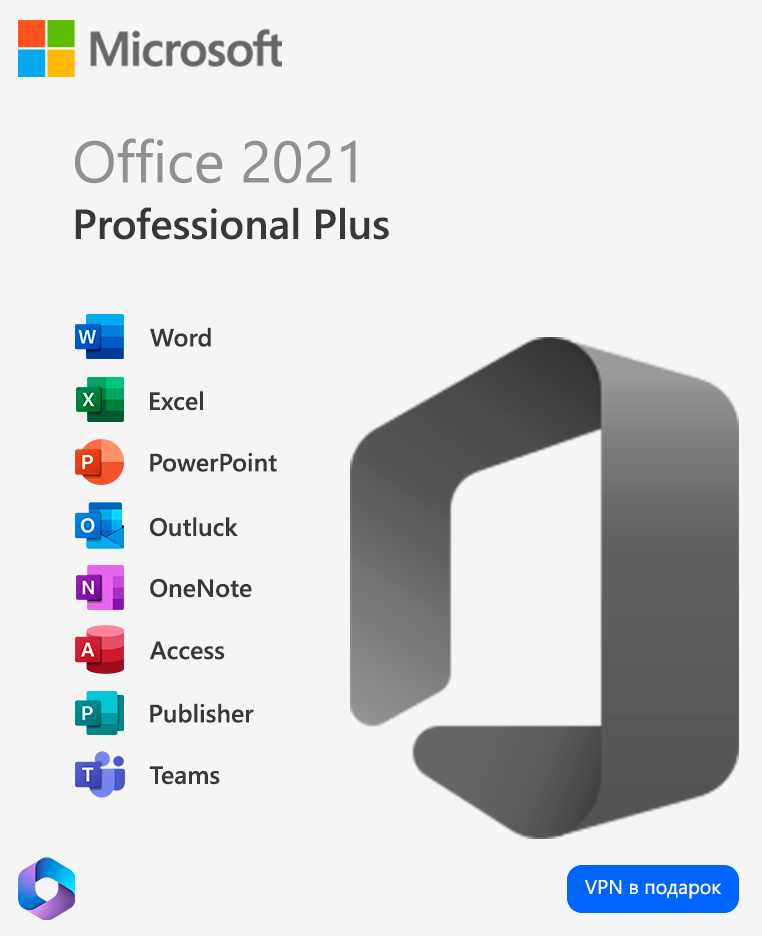 Microsoft
Office 2021
Professional Plus
W Word
X Excel
P PowerPoint
O Outluck
N OneNote
A Access
P Publisher
T Teams
VPN в подарок